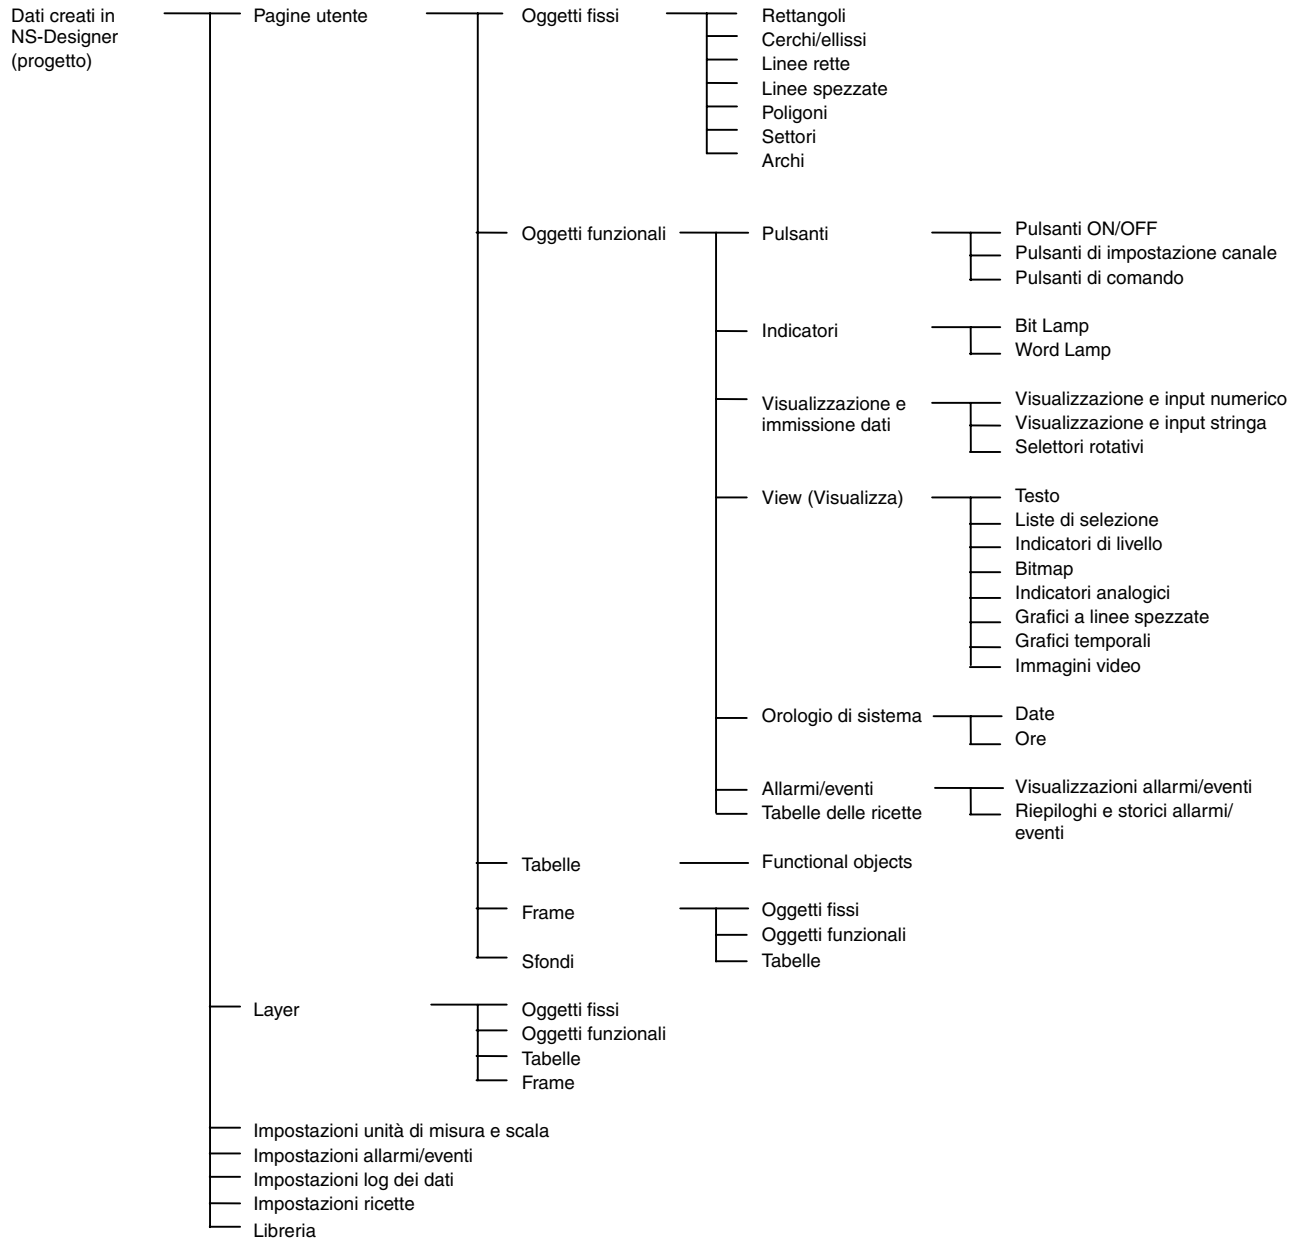 Dati creati in
NS-Designer
(progetto)
Pagine utente
Oggetti fissi
Rettangoli
Cerchi/ellissi
Linee rette
Linee spezzate
Poligoni
Settori
Archi
Oggetti funzionali
Pulsanti
Pulsanti ON/OFF
Pulsanti di impostazione canale
Pulsanti di comando
Indicatori
Bit Lamp
Word Lamp
Visualizzazione e
immissione dati
Visualizzazione e input numerico
Visualizzazione e input stringa
Selettori rotativi
View (Visualizza)
Testo
Liste di selezione
Indicatori di livello
Bitmap
Indicatori analogici
Grafici a linee spezzate
Grafici temporali
Immagini video
Orologio di sistema
Date
Ore
Allarmi/eventi
Visualizzazioni allarmi/eventi
Riepiloghi e storici allarmi/
eventi
Tabelle delle ricette
Tabelle
Functional objects
Frame
Oggetti fissi
Oggetti funzionali
Tabelle
Sfondi
Layer
Oggetti fissi
Oggetti funzionali
Tabelle
Frame
Impostazioni unità di misura e scala
Impostazioni allarmi/eventi
Impostazioni log dei dati
Impostazioni ricette
Libreria